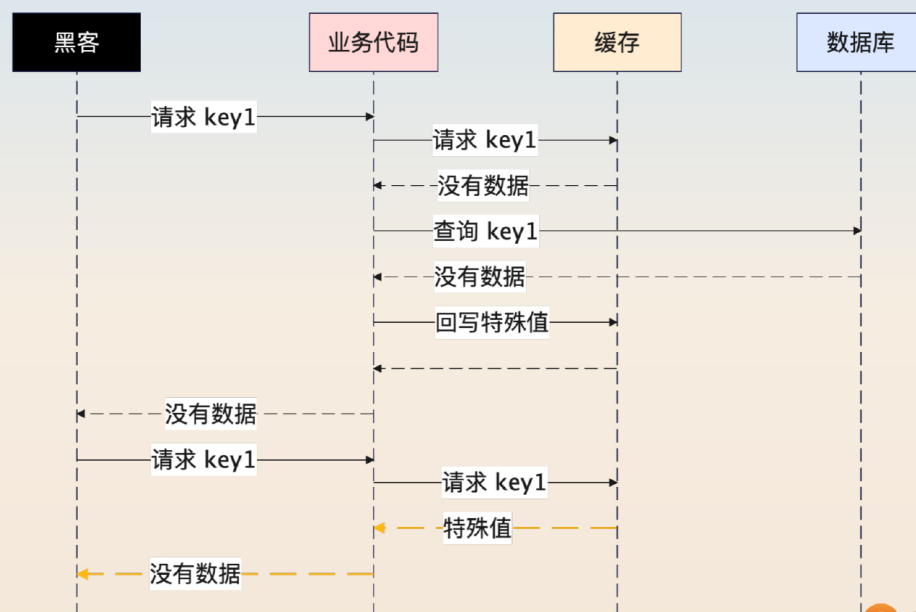 黑客
业务代码
缓存
数据库
请求 key1
请求 key1
没有数据
查询 key1
没有数据
回写特殊值
没有数据
请求 key1
请求 key1
特殊值
没有数据